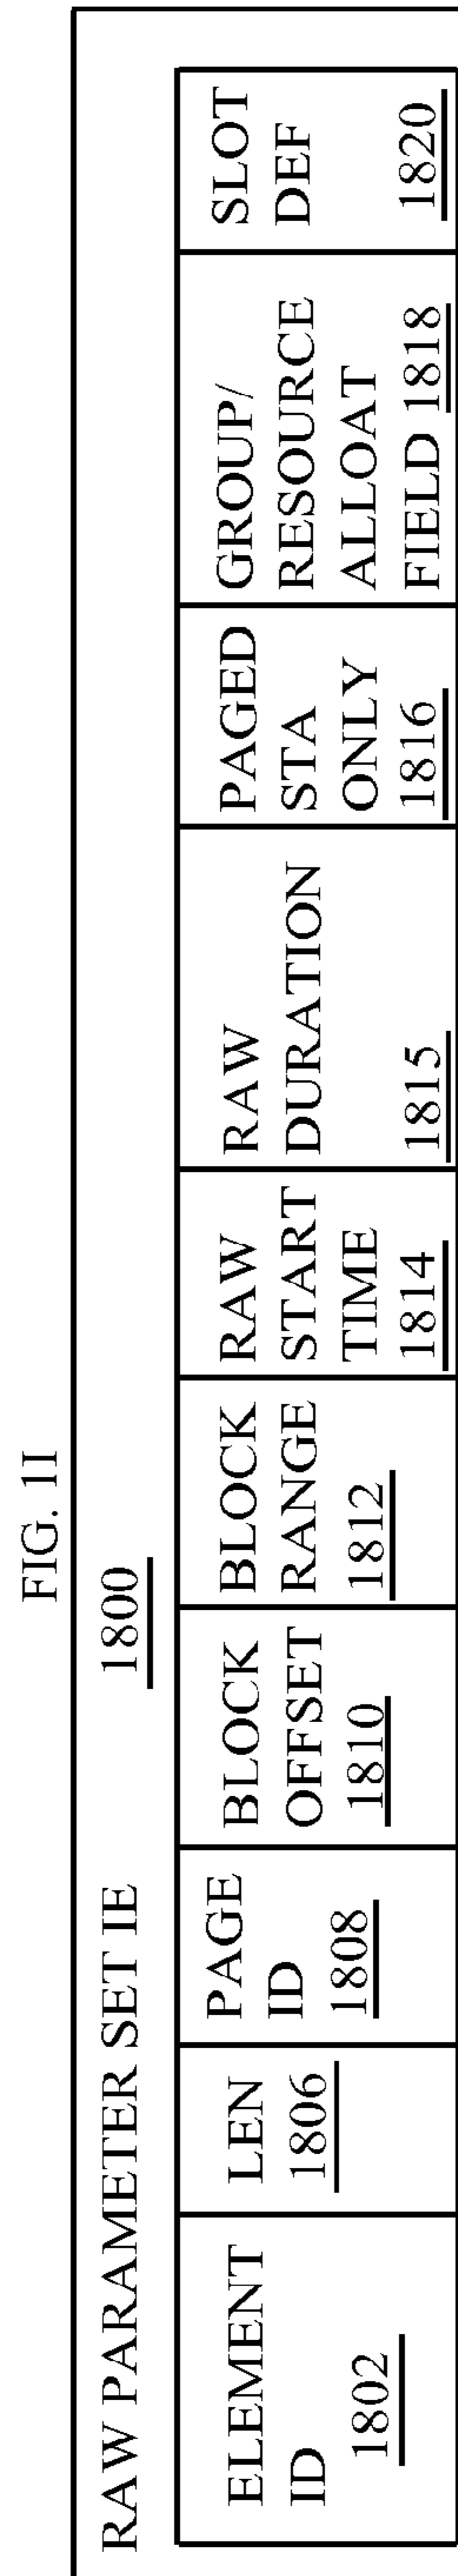 FIG. 1I
RAW PARAMETER SET IE
1800
ELEMENT
ID
1802
LEN
1806
PAGE
ID
1808
BLOCK
OFFSET
1810
BLOCK
RANGE
1812
RAW
START
TIME
1814
RAW
DURATION
1815
PAGED
STA
ONLY
1816
GROUP/
RESOURCE
ALLOAT
FIELD 1818
SLOT
DEF
1820